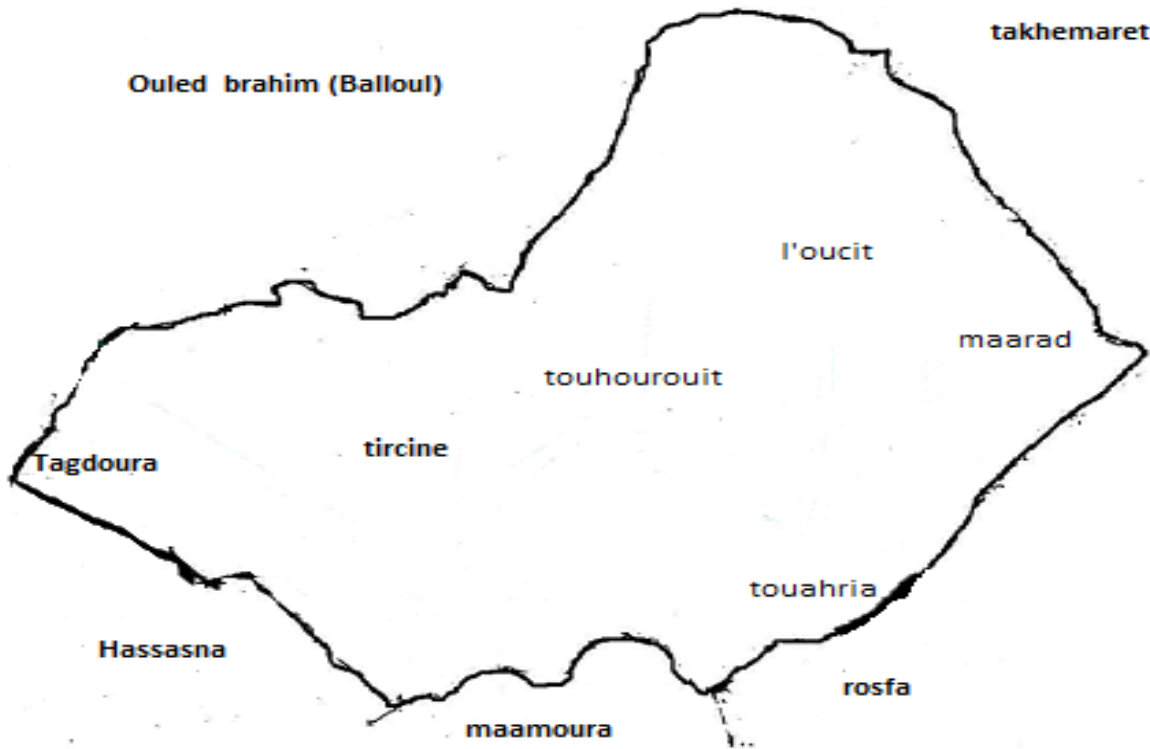 takhemaret
Ouled brahim (Balloul)
l'oucit
maarad
touhourouit
tircine
Tagdoura
touahria
Hassasna
rosfa
maamoura